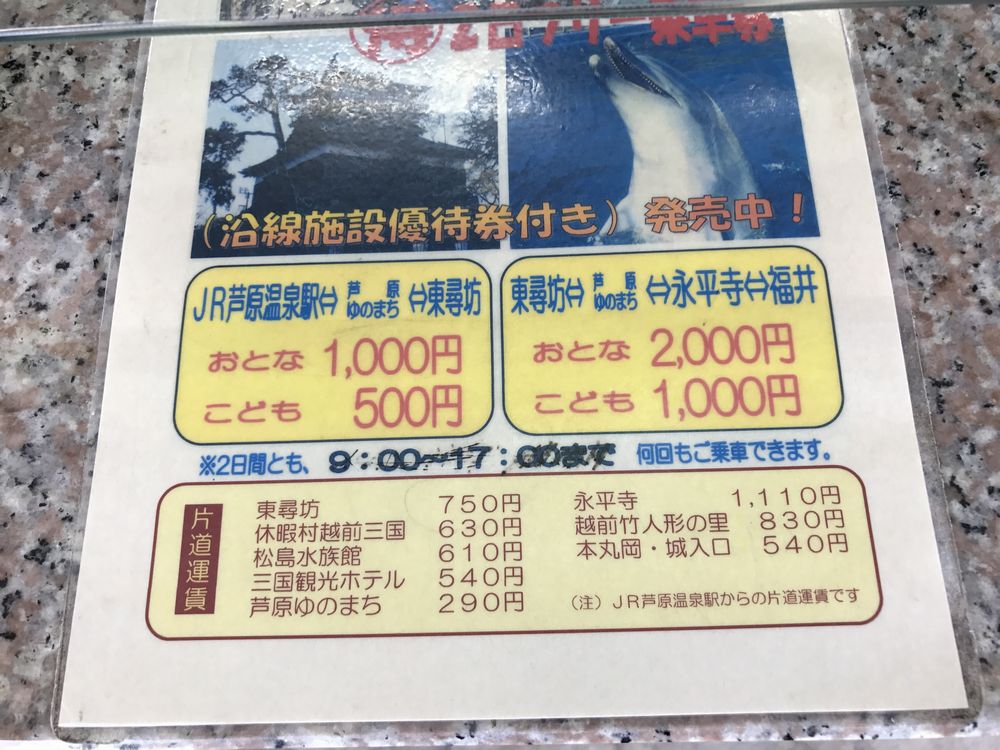 得 2日フリー乗車券
(沿線施設優待券付き) 発売中!
JR芦原温泉駅⇔芦原ゆのまち⇔東尋坊
おとな 1,000円
こども 500円
東尋坊⇔芦原ゆのまち⇔永平寺⇔福井
おとな 2,000円
こども 1,000円
※2日間とも、9:00~17:00まで 何回もご乗車できます。
片道運賃
東尋坊 750円
休暇村越前三国 630円
松島水族館 610円
三国観光ホテル 540円
芦原ゆのまち 290円
永平寺 1,110円
越前竹人形の里 830円
本丸岡・城入口 540円
(注) JR芦原温泉駅からの片道運賃です